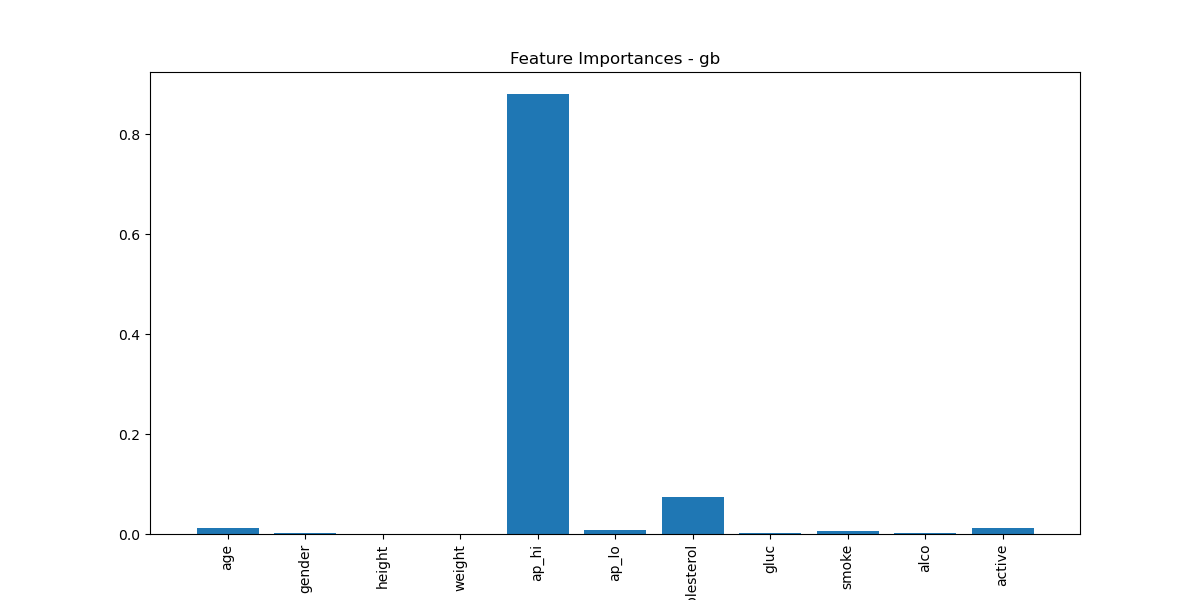 Feature Importances - gb
0.8
0.6
0.4
0.2
0.0
age
gender
height
weight
ap_hi
ap_lo
olesterol
gluc
smoke
alco
active